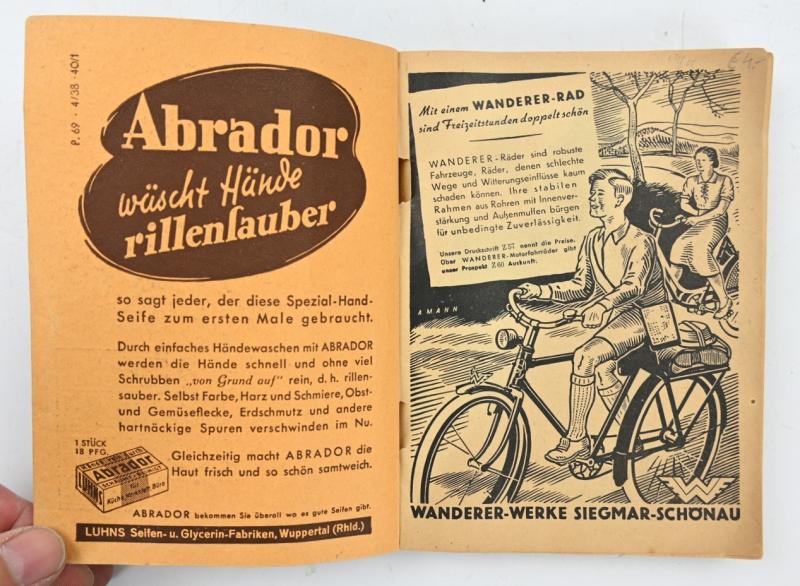 P. 69 · 4/38 · 40/1
Abrador
wäscht Hände
rillenſauber
so sagt jeder, der diese Spezial-Hand-
Seife zum ersten Male gebraucht.
Durch einfaches Händewaschen mit ABRADOR
werden die Hände schnell und ohne viel
Schrubben „von Grund auf" rein, d. h. rillen-
sauber. Selbst Farbe, Harz und Schmiere, Obst-
und Gemüseflecke, Erdschmutz und andere
hartnäckige Spuren verschwinden im Nu.
1 STÜCK
18 PFG.
Abrador
LUHNS
für
Küche Werkstatt Büro
Gleichzeitig macht ABRADOR die
Haut frisch und so schön samtweich.
ABRADOR bekommen Sie überall wo es gute Seifen gibt.
LUHNS Seifen- u. Glycerin-Fabriken, Wuppertal (Rhld.)
Mit einem WANDERER-RAD
sind Freizeitstunden doppelt schön
WANDERER-Räder sind robuste
Fahrzeuge, Räder, denen schlechte
Wege und Witterungseinflüsse kaum
schaden können. Ihre stabilen
Rahmen aus Rohren mit Innenver-
stärkung und Außenmuffen bürgen
für unbedingte Zuverlässigkeit.
Unsere Druckschrift Z57 nennt die Preise.
Über WANDERER-Motorfahrräder gibt
unser Prospekt Z60 Auskunft.
AMANN
W
WANDERER-WERKE SIEGMAR-SCHÖNAU